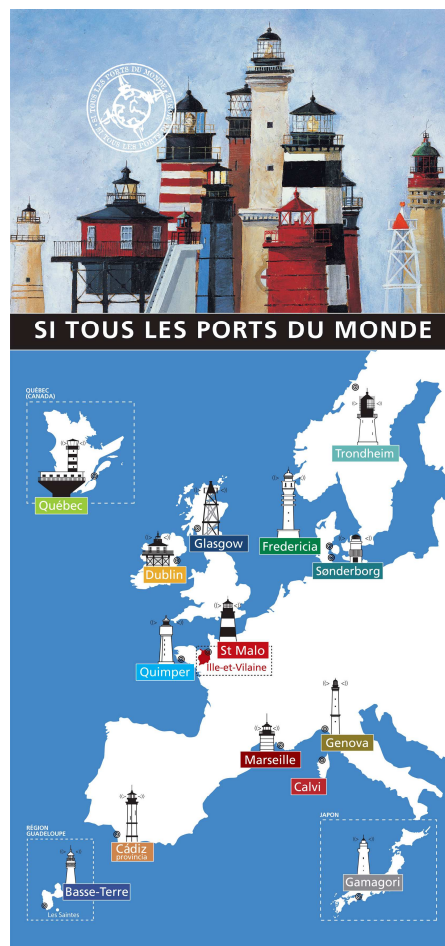 SI TOUS LES PORTS DU MONDE
SI TOUS LES PORTS DU MONDE
QUÉBEC
(CANADA)
Québec
Trondheim
Glasgow
Fredericia
Dublin
Sønderborg
St Malo
Ille-et-Vilaine
Quimper
Genova
Marseille
Calvi
JAPON
RÉGION
GUADELOUPE
Cádiz
provincia
Gamagori
Basse-Terre
Les Saintes